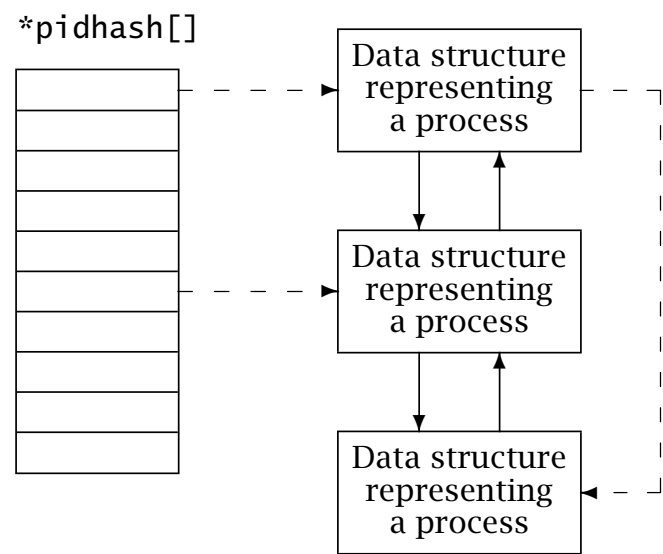 *pidhash[]
Data structure
representing
a process
Data structure
representing
a process
Data structure
representing
a process